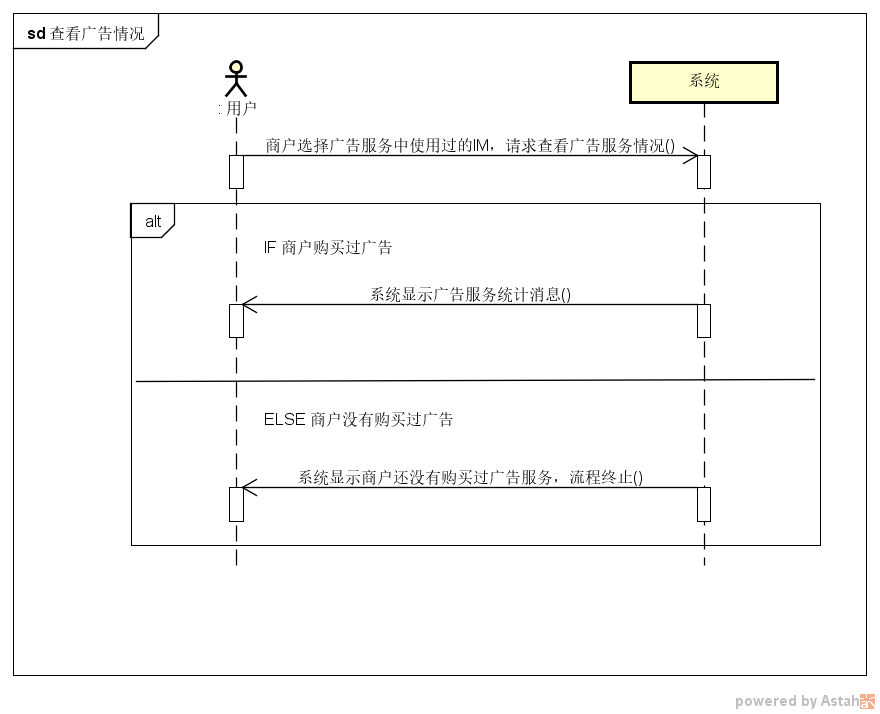 sd 查看广告情况
: 用户
系统
商户选择广告服务中使用过的IM，请求查看广告服务情况()
alt
IF 商户购买过广告
系统显示广告服务统计消息()
ELSE 商户没有购买过广告
系统显示商户还没有购买过广告服务，流程终止()
powered by Astah